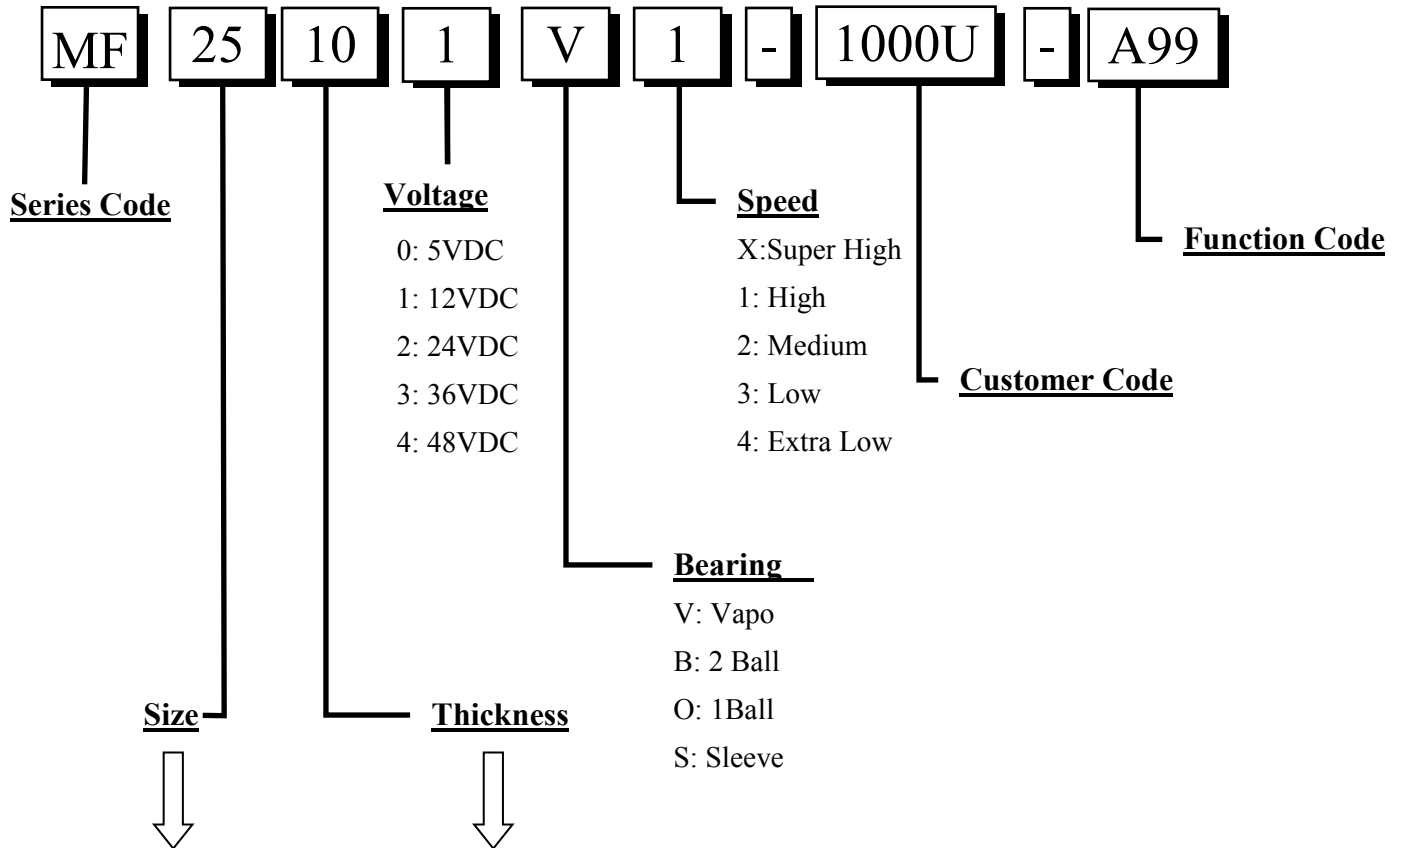 MF 25 10 1 V 1 - 1000U - A99
Series Code
Voltage
0: 5VDC
1: 12VDC
2: 24VDC
3: 36VDC
4: 48VDC
Speed
X:Super High
1: High
2: Medium
3: Low
4: Extra Low
Function Code
Customer Code
Bearing
V: Vapo
B: 2 Ball
O: 1Ball
S: Sleeve
Size
Thickness